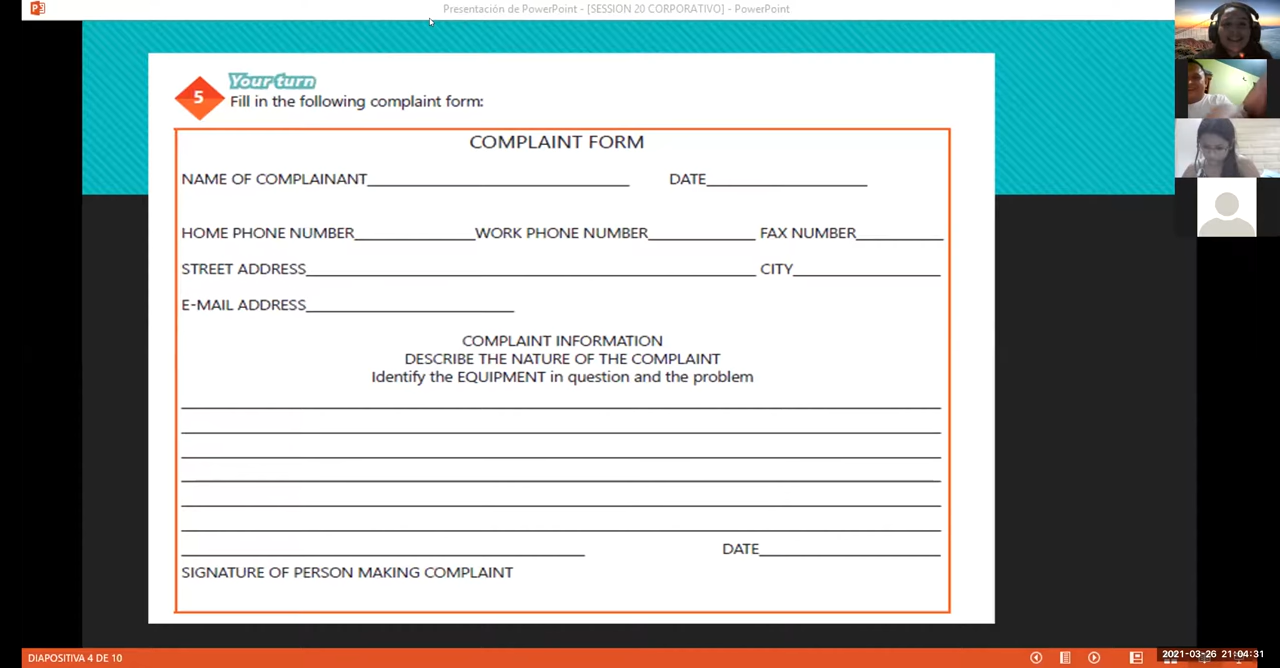 Presentación de PowerPoint - [SESSION 20 CORPORATIVO] - PowerPoint
Your turn
5
Fill in the following complaint form:
COMPLAINT FORM
NAME OF COMPLAINANT DATE
HOME PHONE NUMBER WORK PHONE NUMBER FAX NUMBER
STREET ADDRESS CITY
E-MAIL ADDRESS
COMPLAINT INFORMATION
DESCRIBE THE NATURE OF THE COMPLAINT
Identify the EQUIPMENT in question and the problem
DATE
SIGNATURE OF PERSON MAKING COMPLAINT
DIAPOSITIVA 4 DE 10
2021-03-26 21:04:31